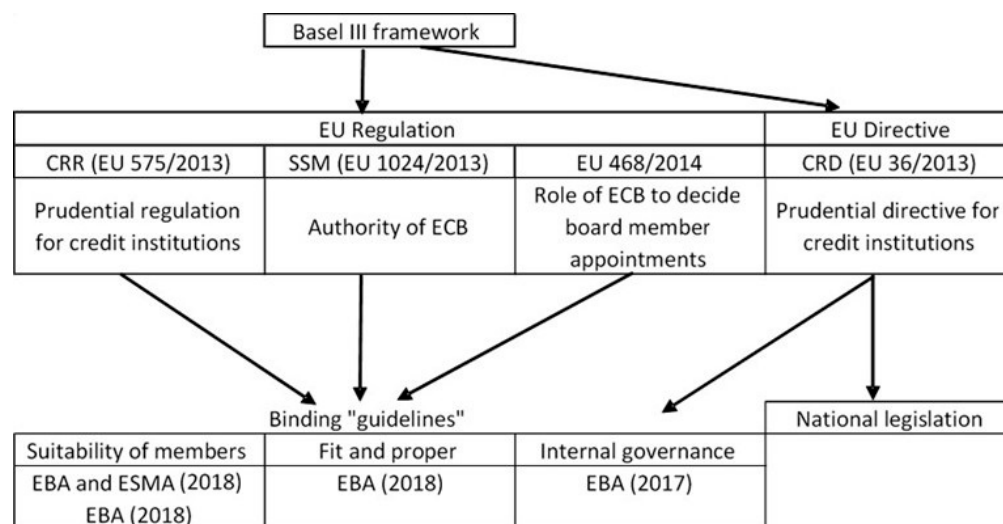 Basel III framework
EU Regulation
EU Directive
CRR (EU 575/2013)
SSM (EU 1024/2013)
EU 468/2014
CRD (EU 36/2013)
Prudential regulation
for credit institutions
Authority of ECB
Role of ECB to decide
board member
appointments
Prudential directive for
credit institutions
Binding "guidelines"
National legislation
Suitability of members
Fit and proper
Internal governance
EBA and ESMA (2018)
EBA (2018)
EBA (2018)
EBA (2017)